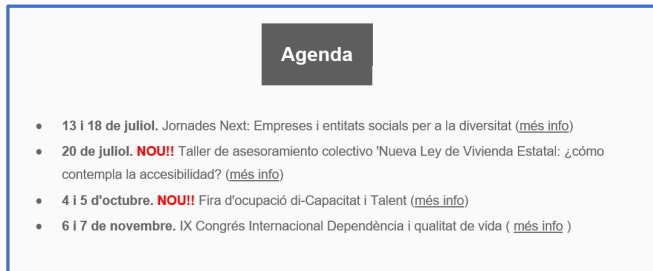 Agenda
• 13 i 18 de juliol. Jornades Next: Empreses i entitats socials per a la diversitat (més info)
• 20 de juliol. NOU!! Taller de asesoramiento colectivo 'Nueva Ley de Vivienda Estatal: ¿cómo
contempla la accesibilidad? (més info)
• 4 i 5 d'octubre. NOU!! Fira d'ocupació di-Capacitat i Talent (més info)
• 6 i 7 de novembre. IX Congrés Internacional Dependència i qualitat de vida ( més info )